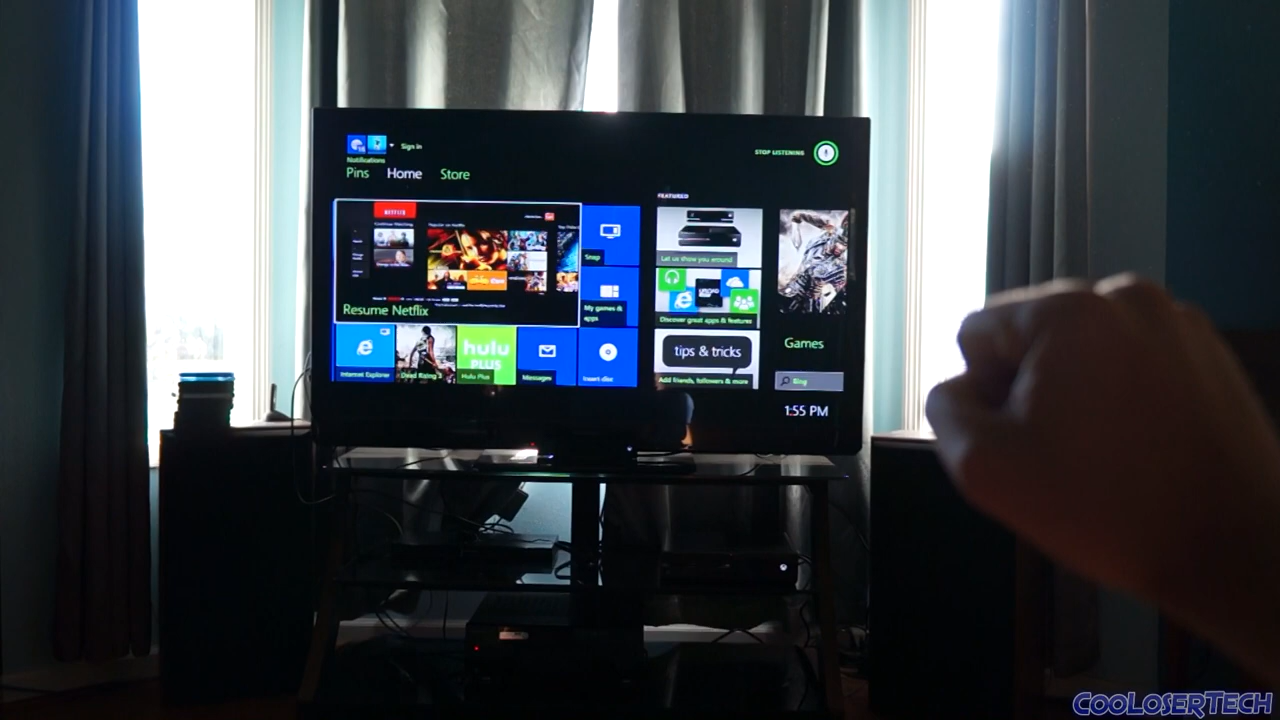 Sign in
STOP LISTENING
Notifications
Pins Home Store
FEATURED
NETFLIX
Resume Netflix
Snap
My games &
apps
Internet Explorer
Dead Rising 3
hulu
PLUS
Hulu Plus
Messages
Insert disc
Let us show you around
Discover great apps & features
tips & tricks
Add friends, followers & more
Games
Bing
1:55 PM
COOLOSERTECH